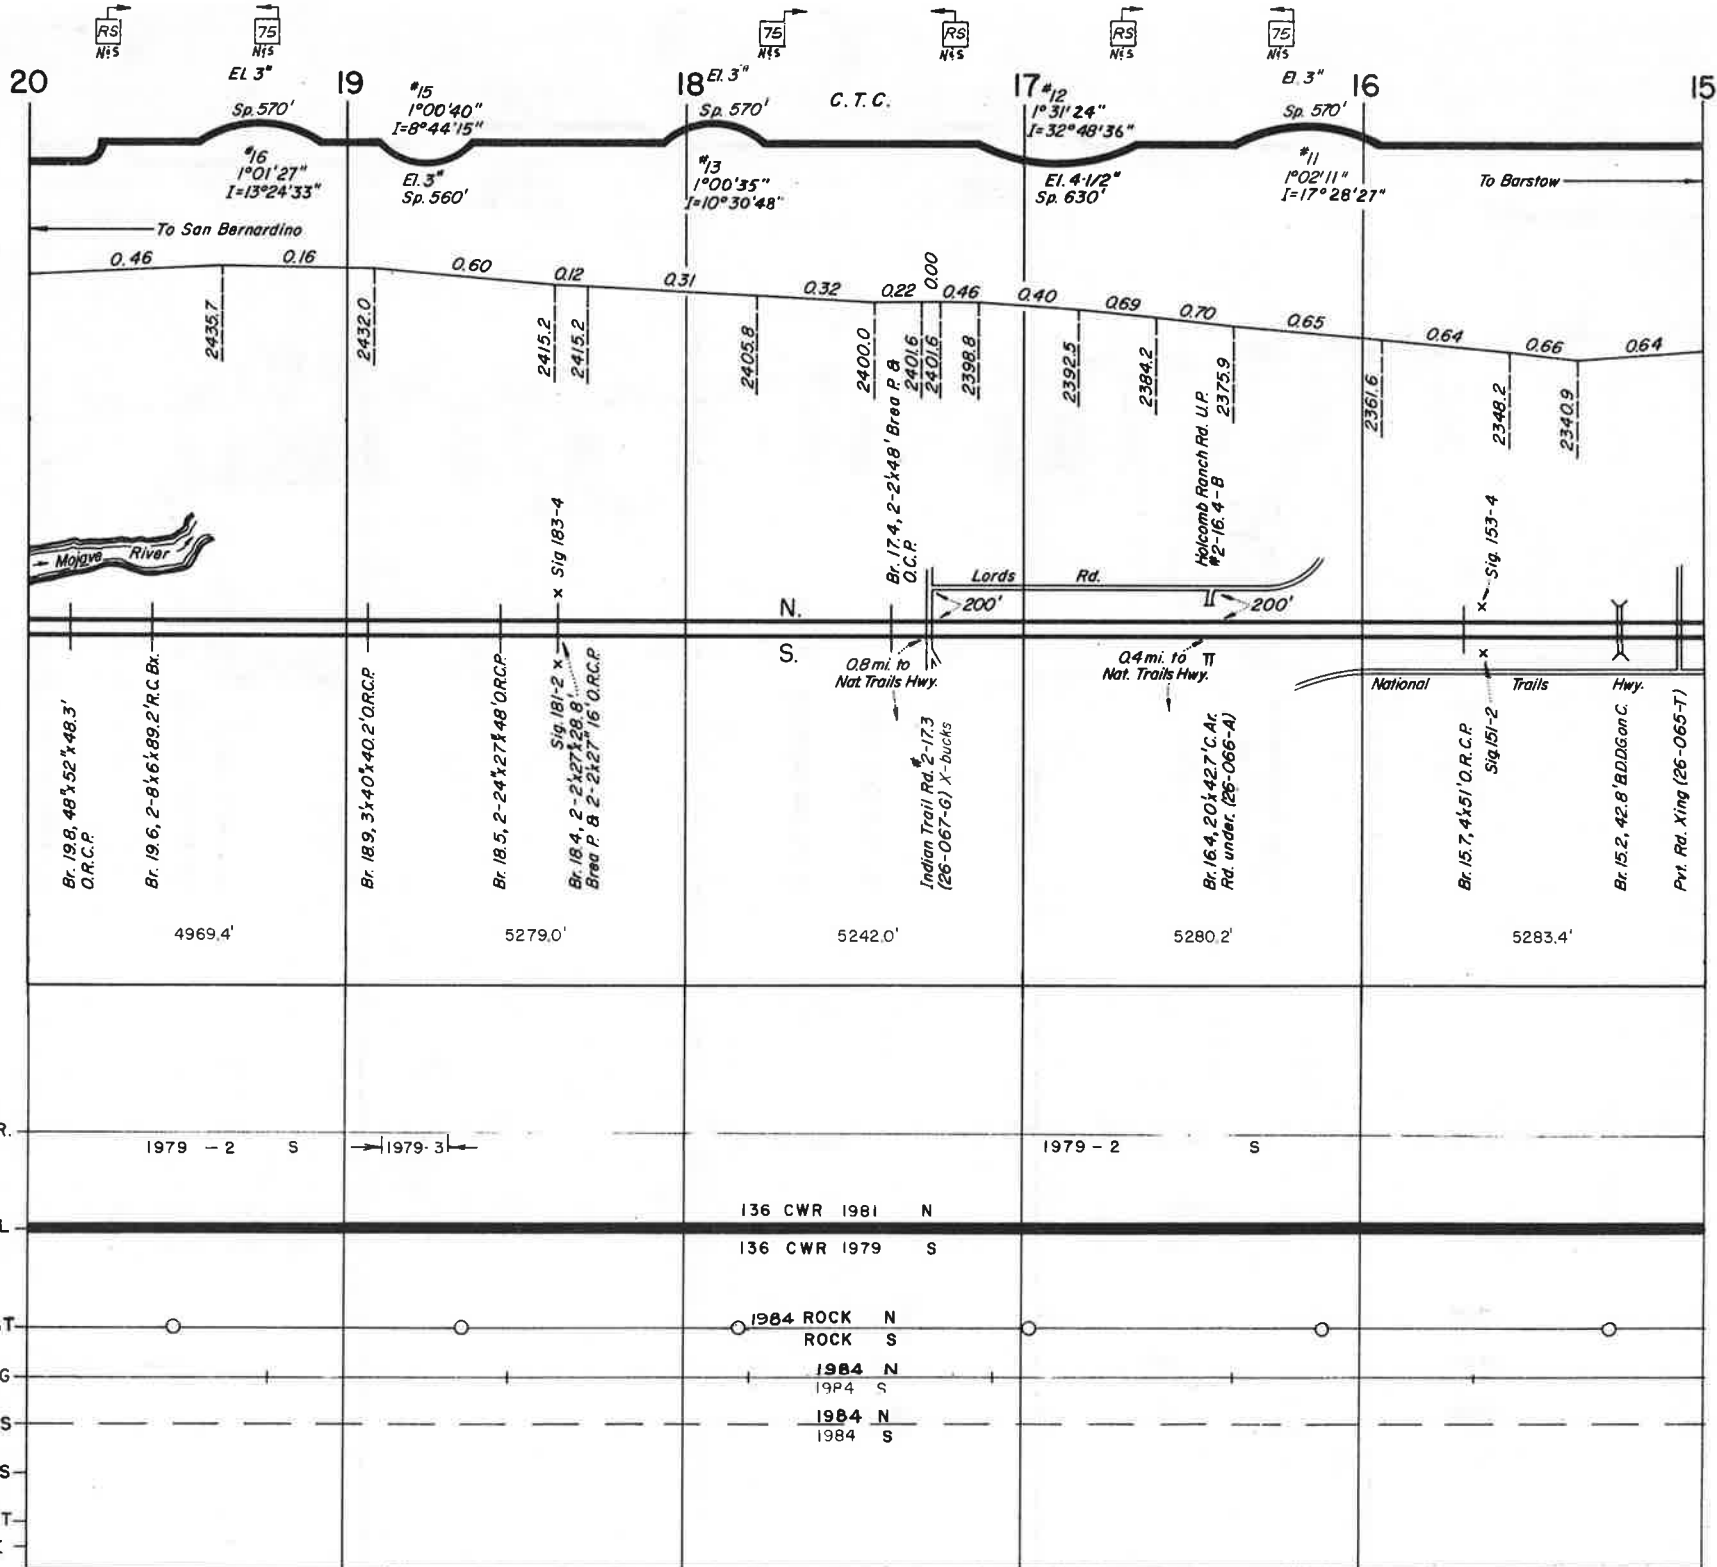 RS
N&S
75
N&S
75
N&S
RS
N&S
RS
N&S
75
N&S
20
19
18
17
16
15
El. 3"
Sp. 570'
#16
1°01'27"
I=13°24'33"
#15
1°00'40"
I=8°44'15"
El. 3"
Sp. 560'
El. 3"
Sp. 570'
#13
1°00'35"
I=10°30'48"
C.T.C.
#12
1°31'24"
I=32°48'36"
El. 4-1/2"
Sp. 630'
El. 3"
Sp. 570'
#11
1°02'11"
I=17°28'27"
To Barstow
To San Bernardino
0.46
0.16
0.60
0.12
0.31
0.32
0.22
0.00
0.46
0.40
0.69
0.70
0.65
0.64
0.66
0.64
2435.7
2432.0
2415.2
2415.2
2405.8
2400.0
2401.6
2401.6
2398.8
2392.5
2384.2
2375.9
2361.6
2348.2
2340.9
Mojave River
Sig 183-4
Br. 17.4, 2-2'x48' Brea P. &
O.C.P.
Holcomb Ranch Rd. U.P.
#2-16.4-B
Sig. 153-4
Lords Rd.
200'
200'
N.
S.
0.8 mi. to
Nat Trails Hwy.
0.4 mi. to
Nat. Trails Hwy.
National Trails Hwy.
Br. 19.8, 48"x52"x48.3'
O.R.C.P.
Br. 19.6, 2-8'x6'x89.2' R.C. Bx.
Br. 18.9, 3'x40"x40.2' O.R.C.P.
Br. 18.5, 2-24"x27"x48' O.R.C.P.
Sig. 181-2
Br. 18.4, 2-2'x27"x28.8'
Brea P. & 2-2'x27" 16' O.R.C.P.
Indian Trail Rd. #2-17.3
(26-067-G) X-bucks
Br. 16.4, 20'x42.7' C. Ar.
Rd. under. (26-066-A)
Br. 15.7, 4'x51' O.R.C.P.
Sig. 151-2
Br. 15.2, 42.8' B.D.D.G. on C.
Pvt. Rd. Xing (26-065-T)
4969.4'
5279.0'
5242.0'
5280.2'
5283.4'
R.
1979 - 2 S
1979-3
1979-2 S
136 CWR 1981 N
L
136 CWR 1979 S
1984 ROCK N
T
ROCK S
1984 N
G
1984 S
1984 N
S
1984 S
S
T